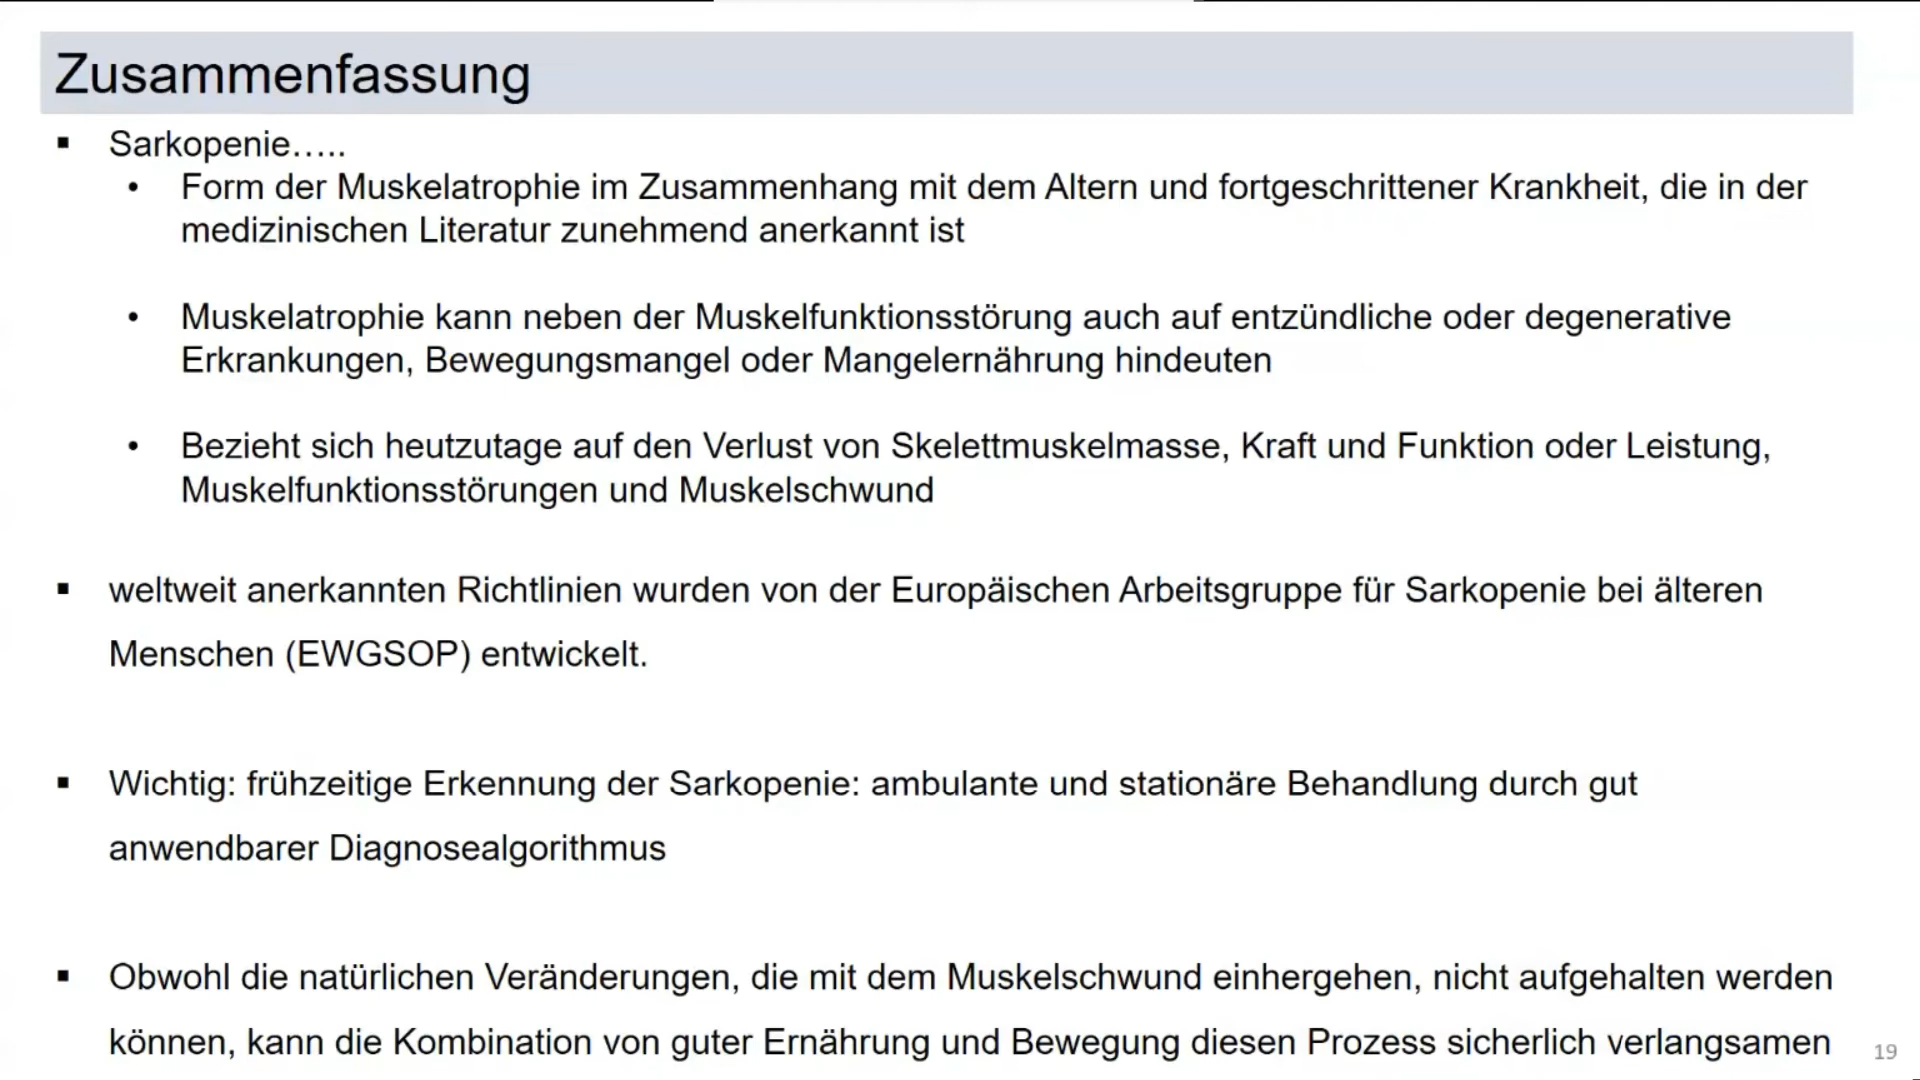 Zusammenfassung
▪ Sarkopenie…..
• Form der Muskelatrophie im Zusammenhang mit dem Altern und fortgeschrittener Krankheit, die in der
medizinischen Literatur zunehmend anerkannt ist
• Muskelatrophie kann neben der Muskelfunktionsstörung auch auf entzündliche oder degenerative
Erkrankungen, Bewegungsmangel oder Mangelernährung hindeuten
• Bezieht sich heutzutage auf den Verlust von Skelettmuskelmasse, Kraft und Funktion oder Leistung,
Muskelfunktionsstörungen und Muskelschwund
▪ weltweit anerkannten Richtlinien wurden von der Europäischen Arbeitsgruppe für Sarkopenie bei älteren
Menschen (EWGSOP) entwickelt.
▪ Wichtig: frühzeitige Erkennung der Sarkopenie: ambulante und stationäre Behandlung durch gut
anwendbarer Diagnosealgorithmus
▪ Obwohl die natürlichen Veränderungen, die mit dem Muskelschwund einhergehen, nicht aufgehalten werden
können, kann die Kombination von guter Ernährung und Bewegung diesen Prozess sicherlich verlangsamen
19